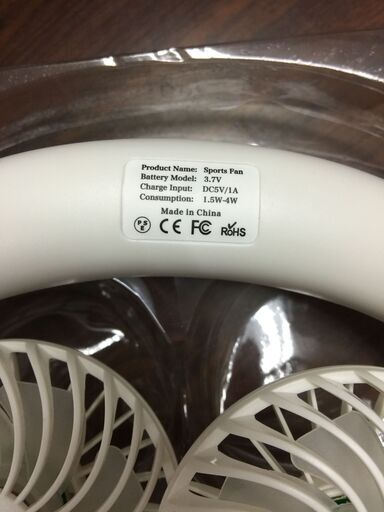 Product Name: Sports Fan
Battery Model: 3.7V
Charge Input: DC5V/1A
Consumption: 1.5W-4W
Made in China
PSE CE FC RoHS